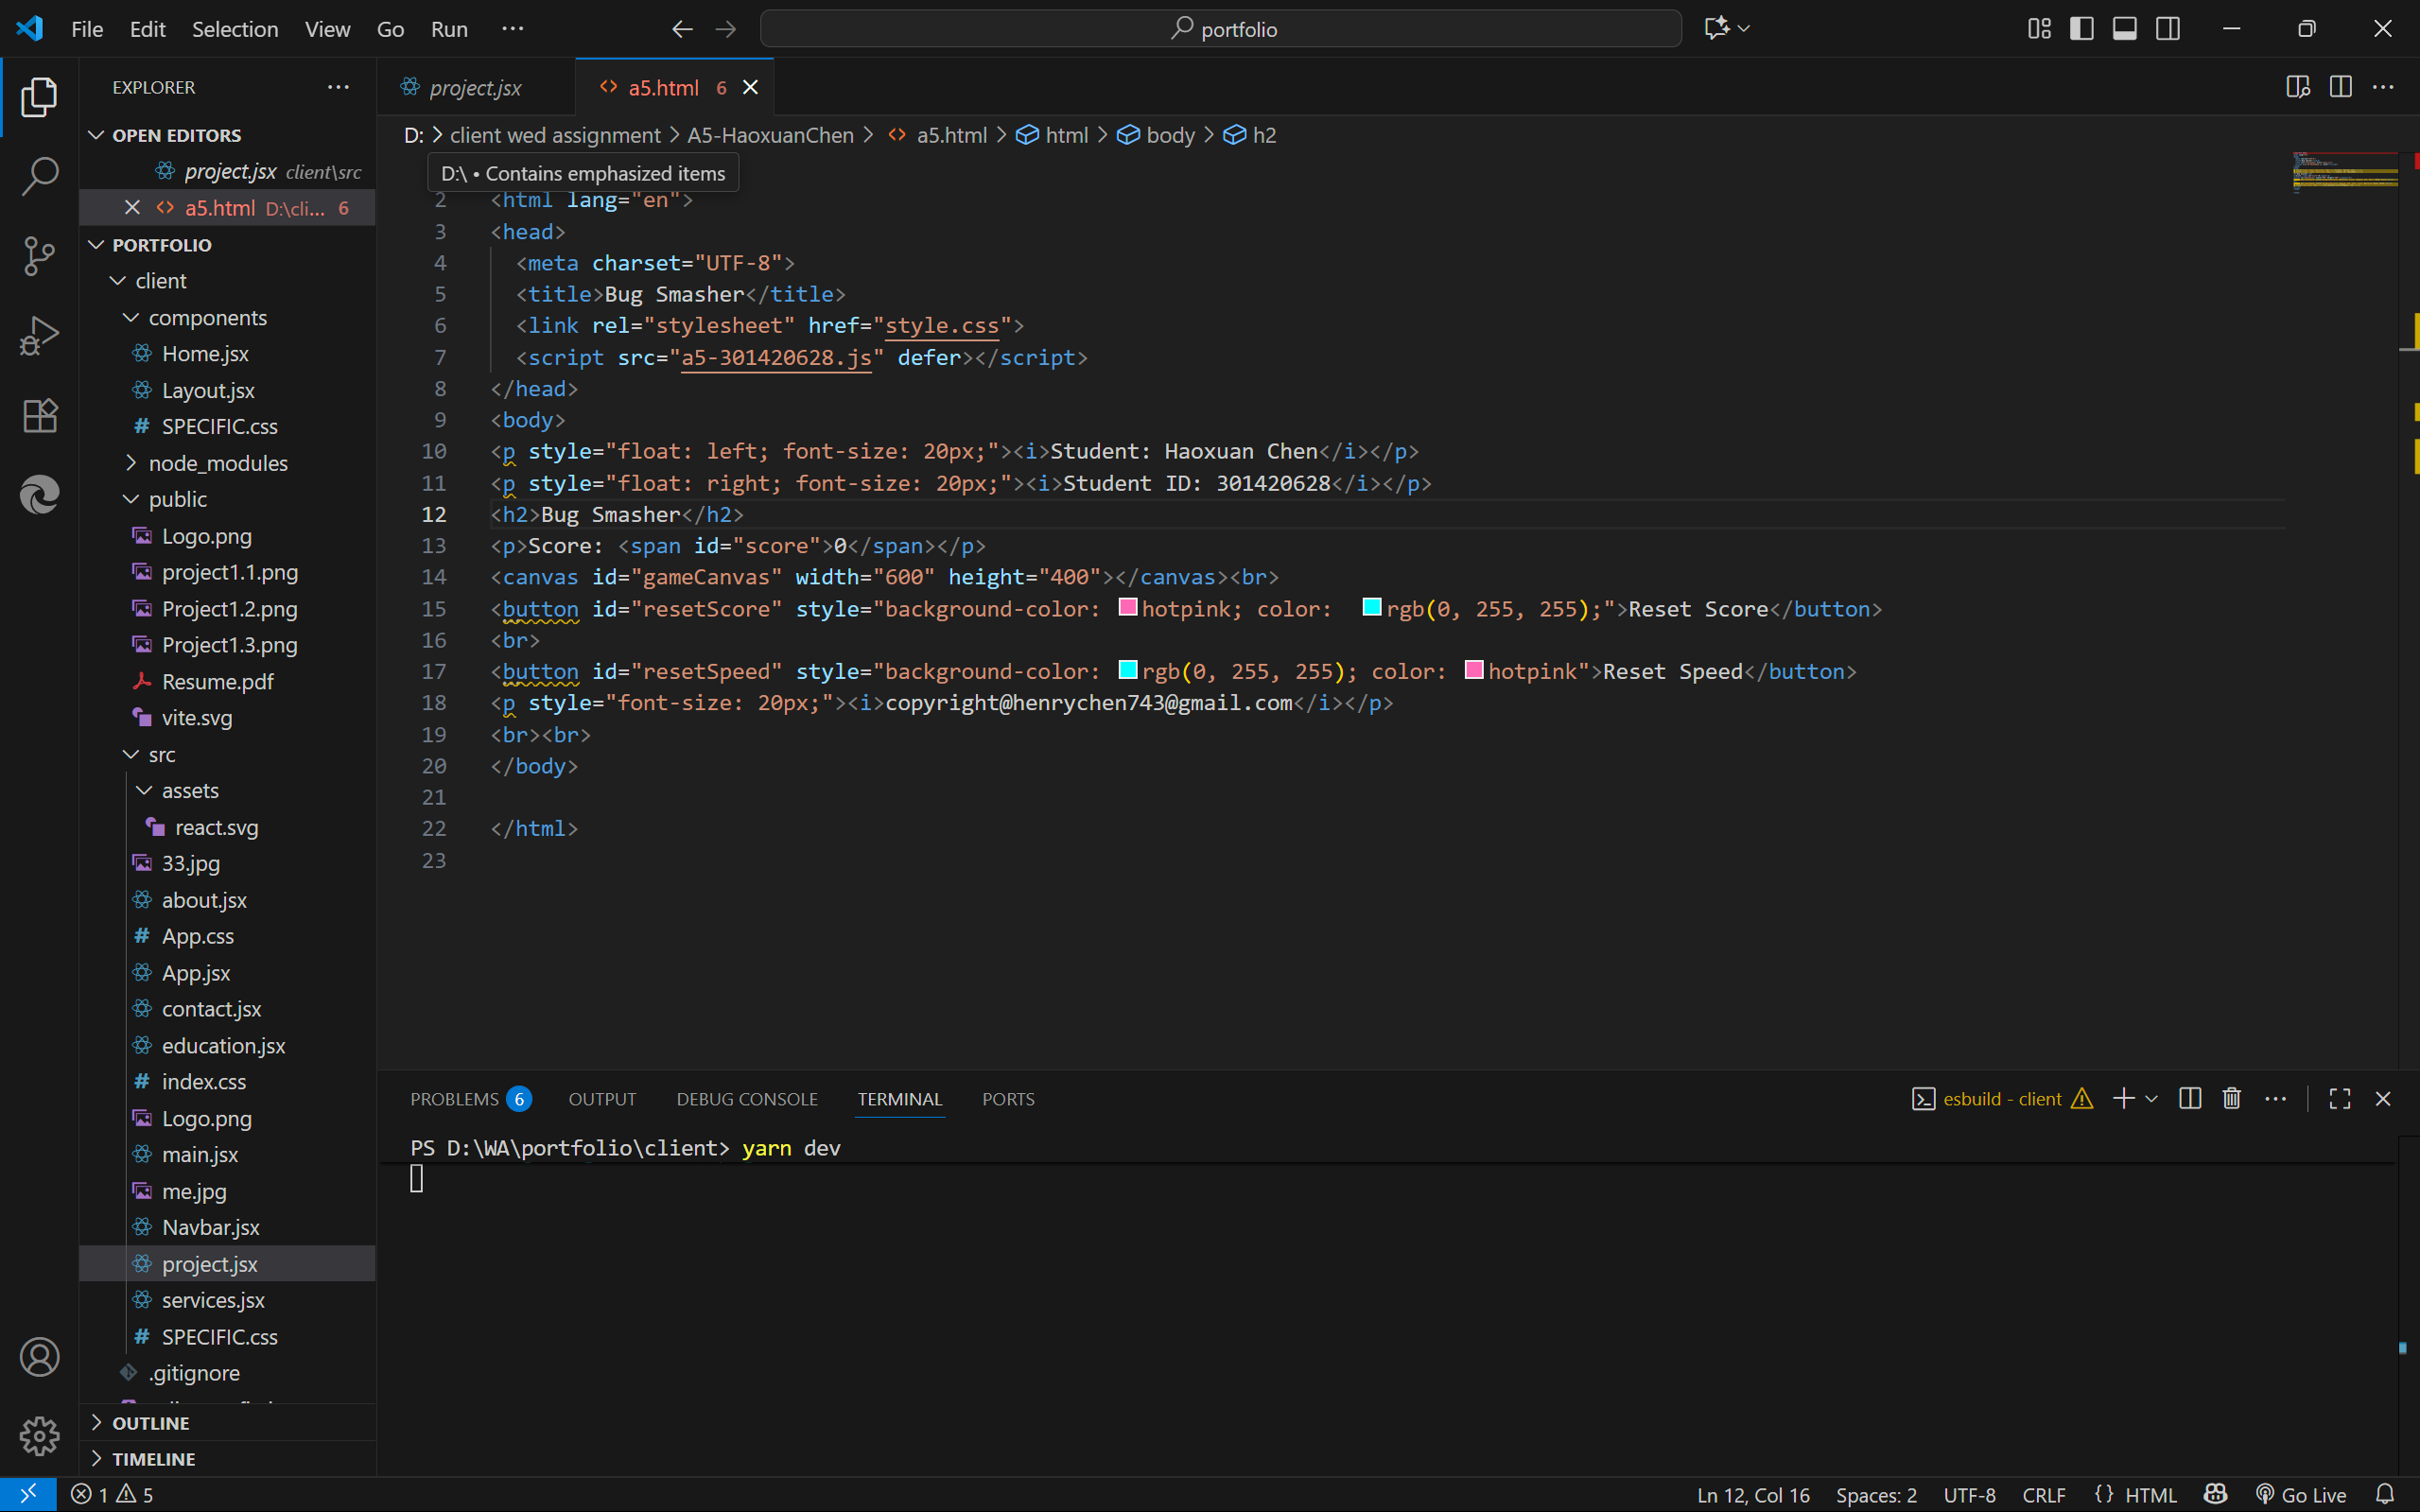 File Edit Selection View Go Run ··· portfolio
EXPLORER ···
OPEN EDITORS
project.jsx client\src
a5.html D:\cli... 6
PORTFOLIO
client
components
Home.jsx
Layout.jsx
SPECIFIC.css
node_modules
public
Logo.png
project1.1.png
Project1.2.png
Project1.3.png
Resume.pdf
vite.svg
src
assets
react.svg
33.jpg
about.jsx
App.css
App.jsx
contact.jsx
education.jsx
index.css
Logo.png
main.jsx
me.jpg
Navbar.jsx
project.jsx
services.jsx
SPECIFIC.css
.gitignore
OUTLINE
TIMELINE
project.jsx a5.html 6
D: > client wed assignment > A5-HaoxuanChen > a5.html > html > body > h2
D:\ • Contains emphasized items
2 <html lang="en">
3 <head>
4 <meta charset="UTF-8">
5 <title>Bug Smasher</title>
6 <link rel="stylesheet" href="style.css">
7 <script src="a5-301420628.js" defer></script>
8 </head>
9 <body>
10 <p style="float: left; font-size: 20px;"><i>Student: Haoxuan Chen</i></p>
11 <p style="float: right; font-size: 20px;"><i>Student ID: 301420628</i></p>
12 <h2>Bug Smasher</h2>
13 <p>Score: <span id="score">0</span></p>
14 <canvas id="gameCanvas" width="600" height="400"></canvas><br>
15 <button id="resetScore" style="background-color: hotpink; color: rgb(0, 255, 255);">Reset Score</button>
16 <br>
17 <button id="resetSpeed" style="background-color: rgb(0, 255, 255); color: hotpink">Reset Speed</button>
18 <p style="font-size: 20px;"><i>copyright@henrychen743@gmail.com</i></p>
19 <br><br>
20 </body>
21
22 </html>
23
PROBLEMS 6 OUTPUT DEBUG CONSOLE TERMINAL PORTS esbuild - client
PS D:\WA\portfolio\client> yarn dev
1 5 Ln 12, Col 16 Spaces: 2 UTF-8 CRLF {} HTML Go Live